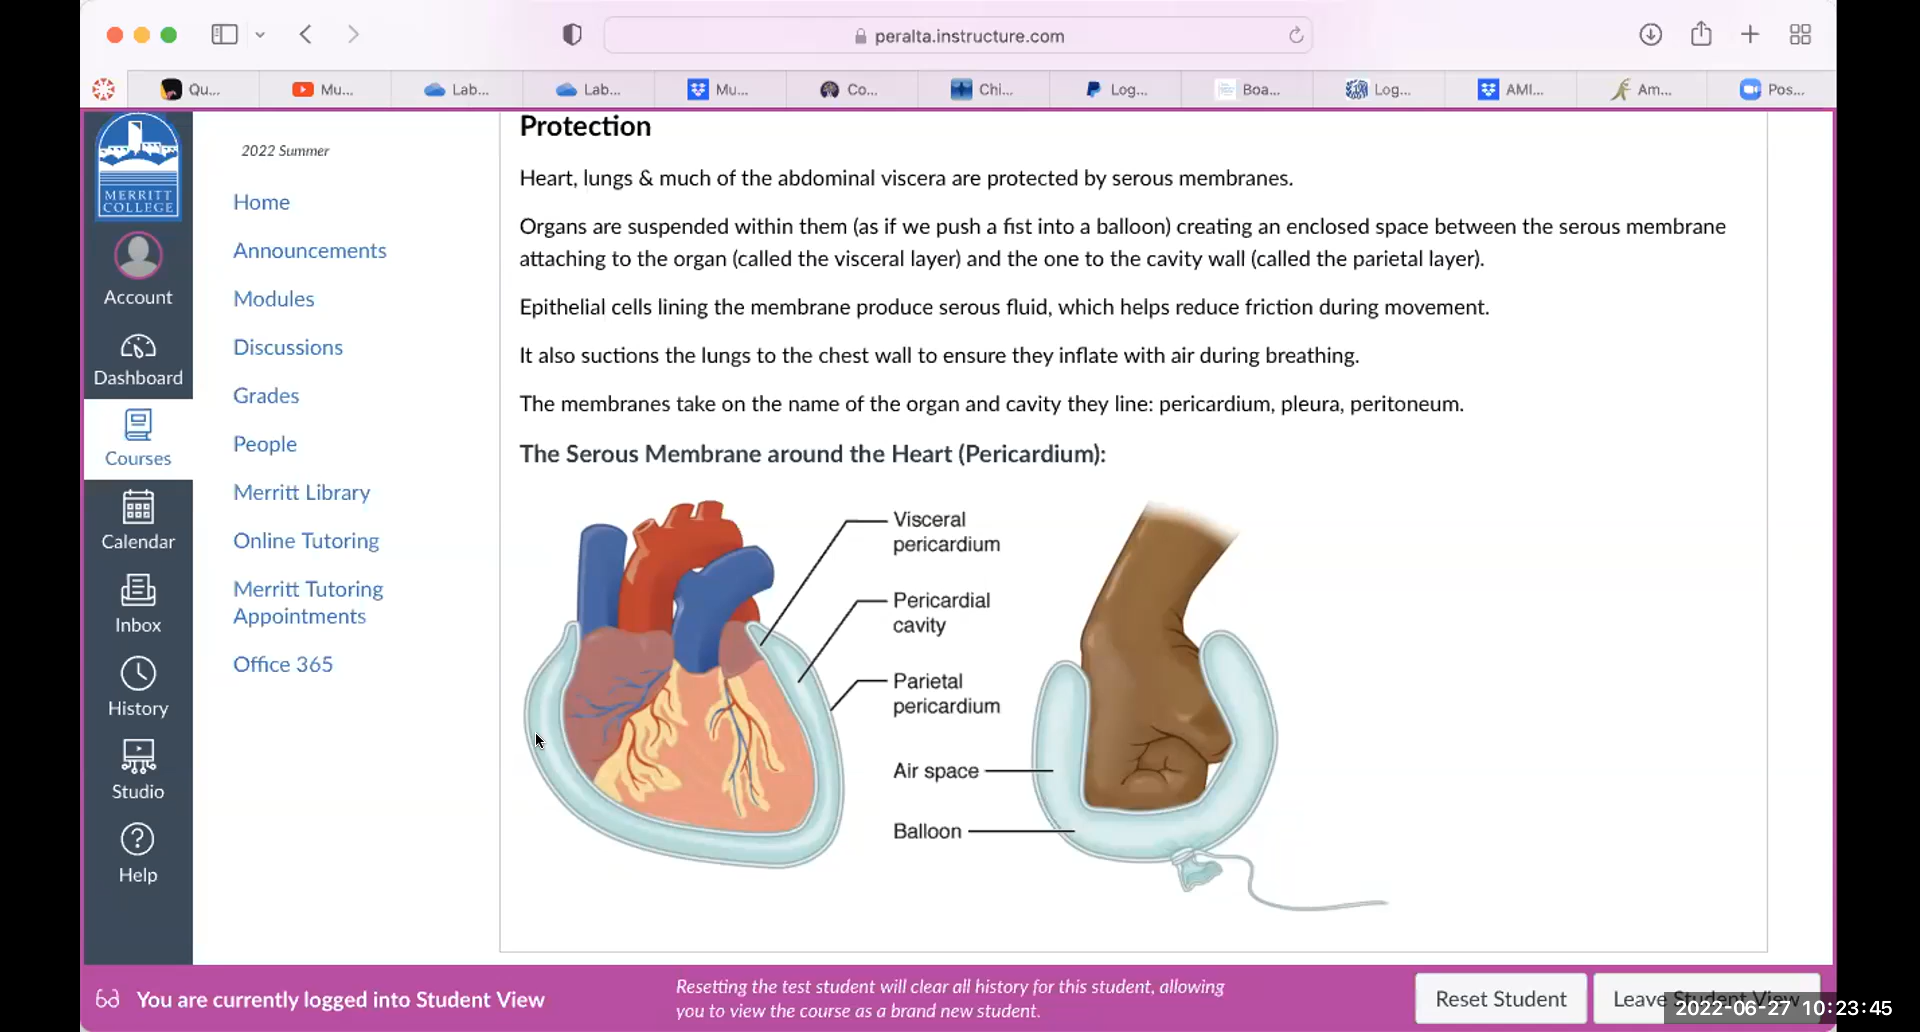 peralta.instructure.com
Qu...
Mu...
Lab...
Lab...
Mu...
Co...
Chi...
Log...
Boa...
Log...
AMI...
Am...
Pos...
MERRITT
COLLEGE
Account
Dashboard
Courses
Calendar
Inbox
History
Studio
Help
2022 Summer
Home
Announcements
Modules
Discussions
Grades
People
Merritt Library
Online Tutoring
Merritt Tutoring
Appointments
Office 365
Protection
Heart, lungs & much of the abdominal viscera are protected by serous membranes.
Organs are suspended within them (as if we push a fist into a balloon) creating an enclosed space between the serous membrane
attaching to the organ (called the visceral layer) and the one to the cavity wall (called the parietal layer).
Epithelial cells lining the membrane produce serous fluid, which helps reduce friction during movement.
It also suctions the lungs to the chest wall to ensure they inflate with air during breathing.
The membranes take on the name of the organ and cavity they line: pericardium, pleura, peritoneum.
The Serous Membrane around the Heart (Pericardium):
Visceral
pericardium
Pericardial
cavity
Parietal
pericardium
Air space
Balloon
You are currently logged into Student View
Resetting the test student will clear all history for this student, allowing
you to view the course as a brand new student.
Reset Student
Leave Student View
2022-06-27 10:23:45